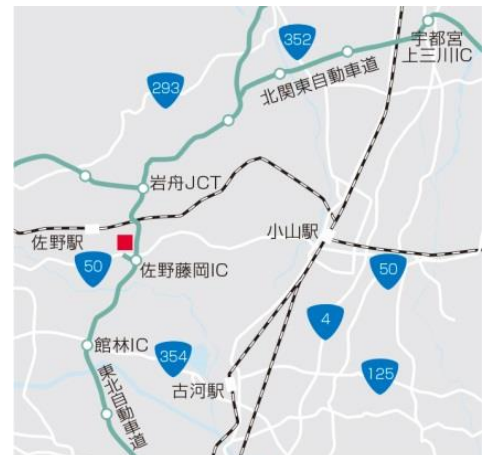 352
宇都宮
上三川IC
293
北関東自動車道
岩舟JCT
佐野駅
小山駅
50
佐野藤岡IC
50
4
館林IC
354
125
古河駅
東北自動車道